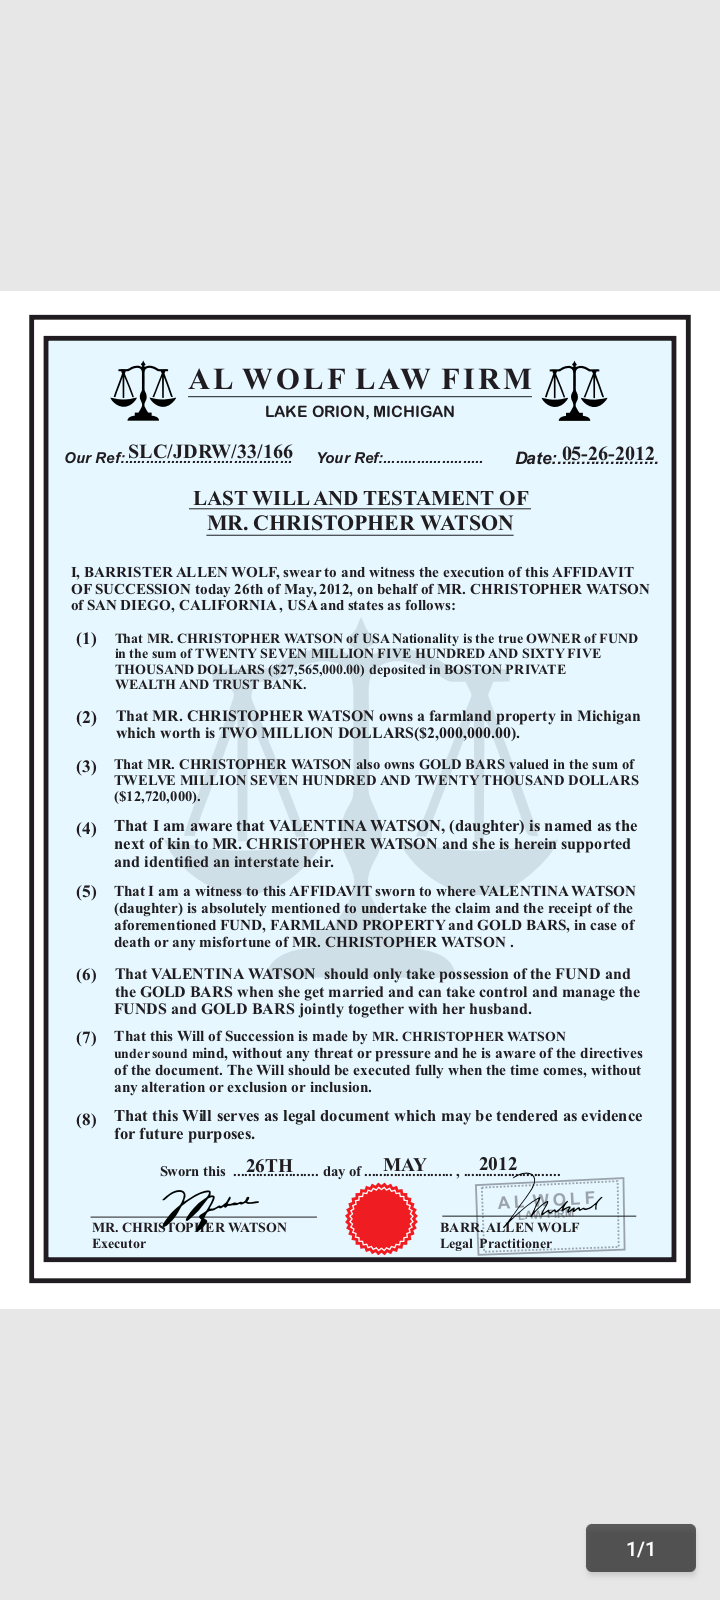 AL WOLF LAW FIRM
LAKE ORION, MICHIGAN
Our Ref:SLC/JDRW/33/166 Your Ref:........................ Date:.05-26-2012.
LAST WILL AND TESTAMENT OF
MR. CHRISTOPHER WATSON
I, BARRISTER ALLEN WOLF, swear to and witness the execution of this AFFIDAVIT
OF SUCCESSION today 26th of May, 2012, on behalf of MR. CHRISTOPHER WATSON
of SAN DIEGO, CALIFORNIA , USA and states as follows:
(1) That MR. CHRISTOPHER WATSON of USA Nationality is the true OWNER of FUND
in the sum of TWENTY SEVEN MILLION FIVE HUNDRED AND SIXTY FIVE
THOUSAND DOLLARS ($27,565,000.00) deposited in BOSTON PRIVATE
WEALTH AND TRUST BANK.
(2) That MR. CHRISTOPHER WATSON owns a farmland property in Michigan
which worth is TWO MILLION DOLLARS($2,000,000.00).
(3) That MR. CHRISTOPHER WATSON also owns GOLD BARS valued in the sum of
TWELVE MILLION SEVEN HUNDRED AND TWENTY THOUSAND DOLLARS
($12,720,000).
(4) That I am aware that VALENTINA WATSON, (daughter) is named as the
next of kin to MR. CHRISTOPHER WATSON and she is herein supported
and identified an interstate heir.
(5) That I am a witness to this AFFIDAVIT sworn to where VALENTINA WATSON
(daughter) is absolutely mentioned to undertake the claim and the receipt of the
aforementioned FUND, FARMLAND PROPERTY and GOLD BARS, in case of
death or any misfortune of MR. CHRISTOPHER WATSON .
(6) That VALENTINA WATSON should only take possession of the FUND and
the GOLD BARS when she get married and can take control and manage the
FUNDS and GOLD BARS jointly together with her husband.
(7) That this Will of Succession is made by MR. CHRISTOPHER WATSON
under sound mind, without any threat or pressure and he is aware of the directives
of the document. The Will should be executed fully when the time comes, without
any alteration or exclusion or inclusion.
(8) That this Will serves as legal document which may be tendered as evidence
for future purposes.
Sworn this ...26TH...... day of ....MAY....... , ....2012..........
AL WOLF
LAW FIRM
MR. CHRISTOPHER WATSON
Executor
BARR. ALLEN WOLF
Legal Practitioner
1/1